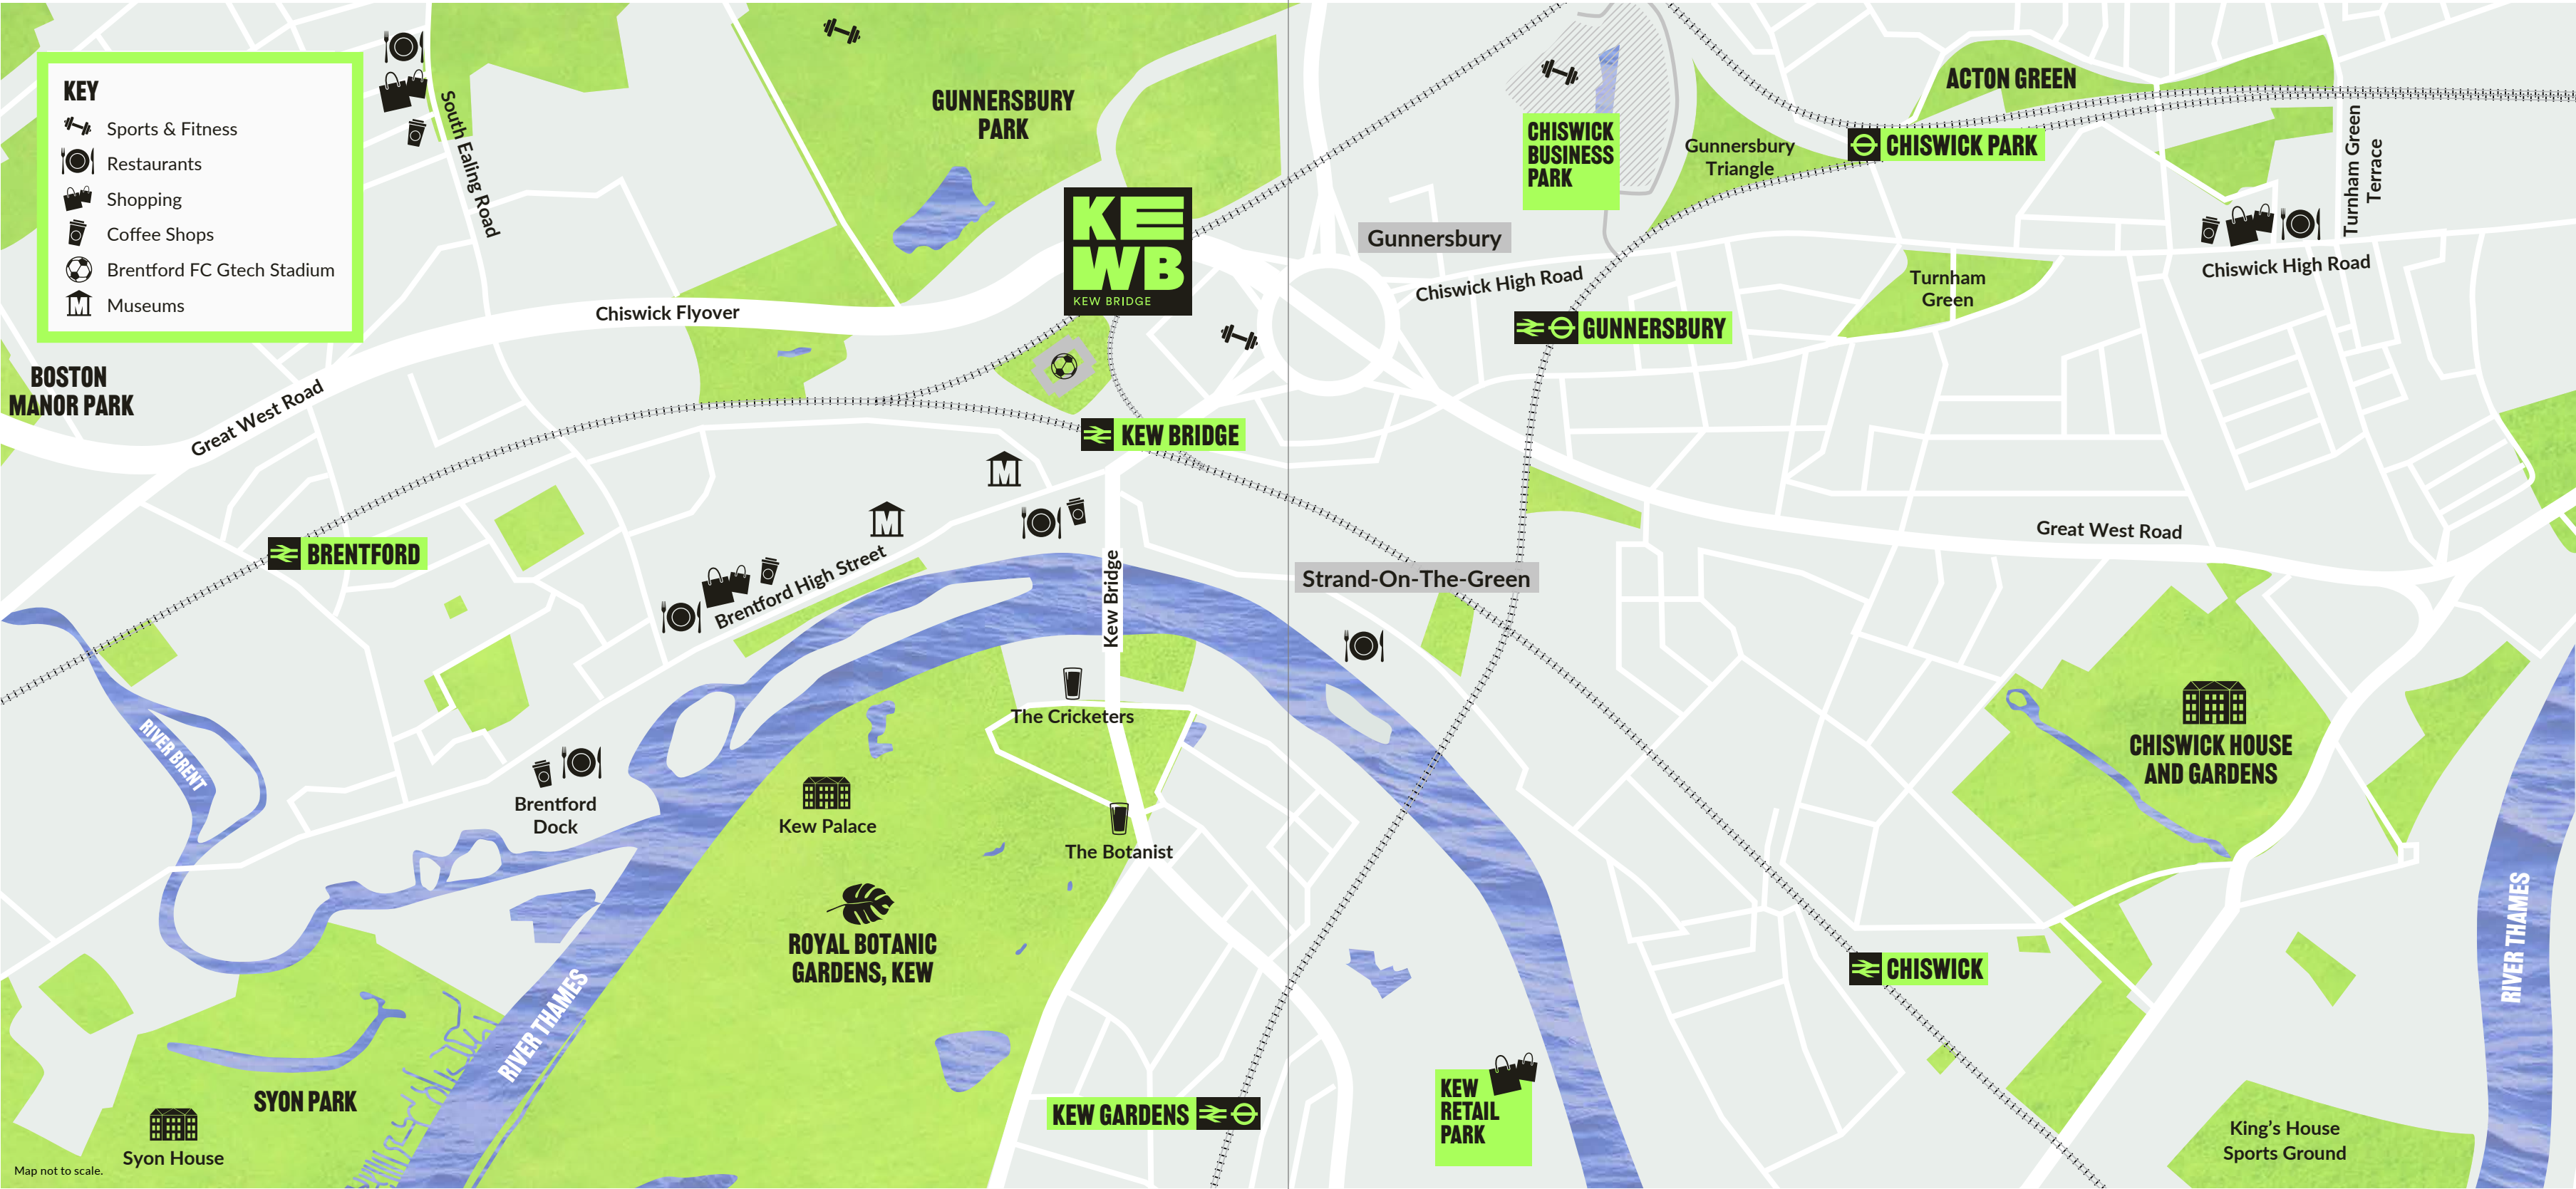 KEY
Sports & Fitness
Restaurants
Shopping
Coffee Shops
Brentford FC Gtech Stadium
M Museums
South Ealing Road
GUNNERSBURY
PARK
CHISWICK
BUSINESS
PARK
Gunnersbury
Triangle
ACTON GREEN
CHISWICK PARK
Turnham Green
Terrace
KE
WB
KEW BRIDGE
Gunnersbury
Chiswick High Road
Chiswick High Road
Turnham
Green
Chiswick Flyover
GUNNERSBURY
BOSTON
MANOR PARK
Great West Road
KEW BRIDGE
M
M
BRENTFORD
Brentford High Street
Kew Bridge
Strand-On-The-Green
Great West Road
RIVER BRENT
The Cricketers
CHISWICK HOUSE
AND GARDENS
Brentford
Dock
Kew Palace
The Botanist
ROYAL BOTANIC
GARDENS, KEW
RIVER THAMES
RIVER THAMES
CHISWICK
SYON PARK
Syon House
KEW GARDENS
KEW
RETAIL
PARK
King's House
Sports Ground
Map not to scale.